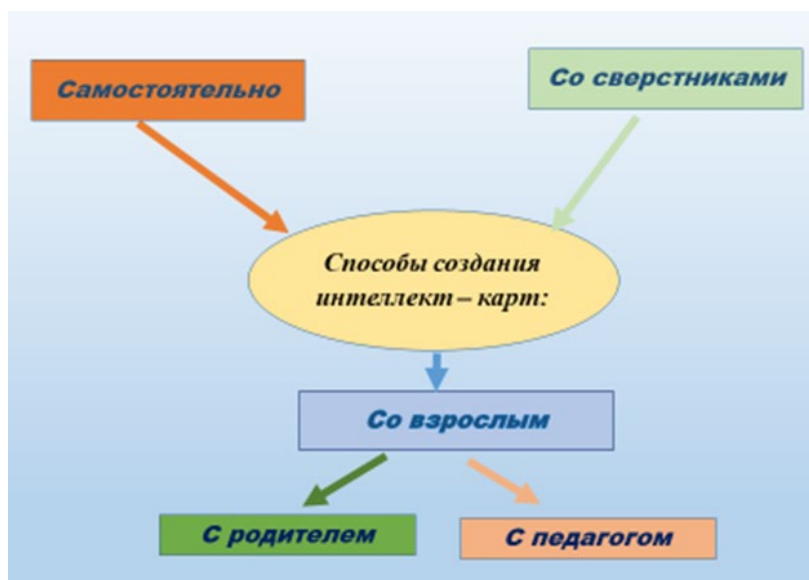 Самостоятельно
Со сверстниками
Способы создания
интеллект – карт:
Со взрослым
С родителем
С педагогом